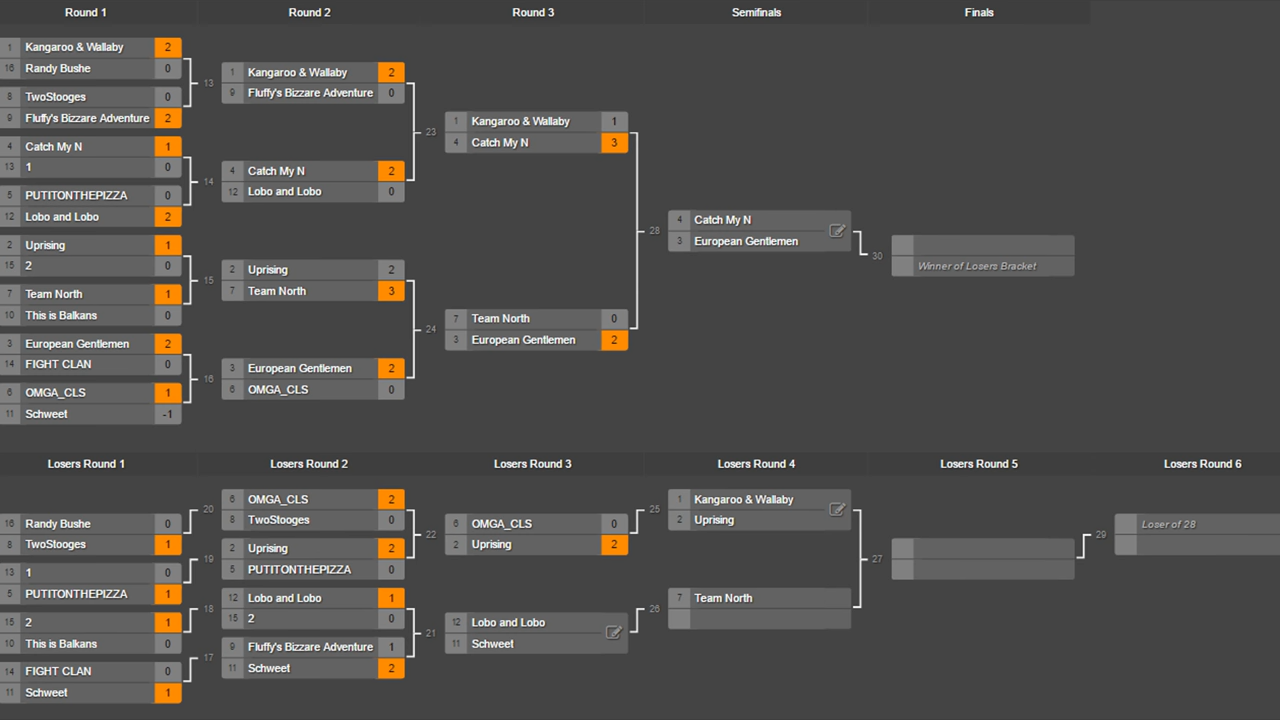 Round 1 Round 2 Round 3 Semifinals Finals
1 Kangaroo & Wallaby 2
16 Randy Bushe 0
8 TwoStooges 0
9 Fluffy's Bizzare Adventure 2
4 Catch My N 1
13 1 0
5 PUTITONTHEPIZZA 0
12 Lobo and Lobo 2
2 Uprising 1
15 2 0
7 Team North 1
10 This is Balkans 0
3 European Gentlemen 2
14 FIGHT CLAN 0
6 OMGA_CLS 1
11 Schweet -1
13
14
15
16
1 Kangaroo & Wallaby 2
9 Fluffy's Bizzare Adventure 0
4 Catch My N 2
12 Lobo and Lobo 0
2 Uprising 2
7 Team North 3
3 European Gentlemen 2
6 OMGA_CLS 0
23
24
1 Kangaroo & Wallaby 1
4 Catch My N 3
7 Team North 0
3 European Gentlemen 2
28
4 Catch My N
3 European Gentlemen
30
Winner of Losers Bracket
Losers Round 1 Losers Round 2 Losers Round 3 Losers Round 4 Losers Round 5 Losers Round 6
16 Randy Bushe 0
8 TwoStooges 1
13 1 0
5 PUTITONTHEPIZZA 1
15 2 1
10 This is Balkans 0
14 FIGHT CLAN 0
11 Schweet 1
20
19
18
17
6 OMGA_CLS 2
8 TwoStooges 0
2 Uprising 2
5 PUTITONTHEPIZZA 0
12 Lobo and Lobo 1
15 2 0
9 Fluffy's Bizzare Adventure 1
11 Schweet 2
22
21
6 OMGA_CLS 0
2 Uprising 2
12 Lobo and Lobo
11 Schweet
25
26
1 Kangaroo & Wallaby
2 Uprising
7 Team North
27
29
Loser of 28